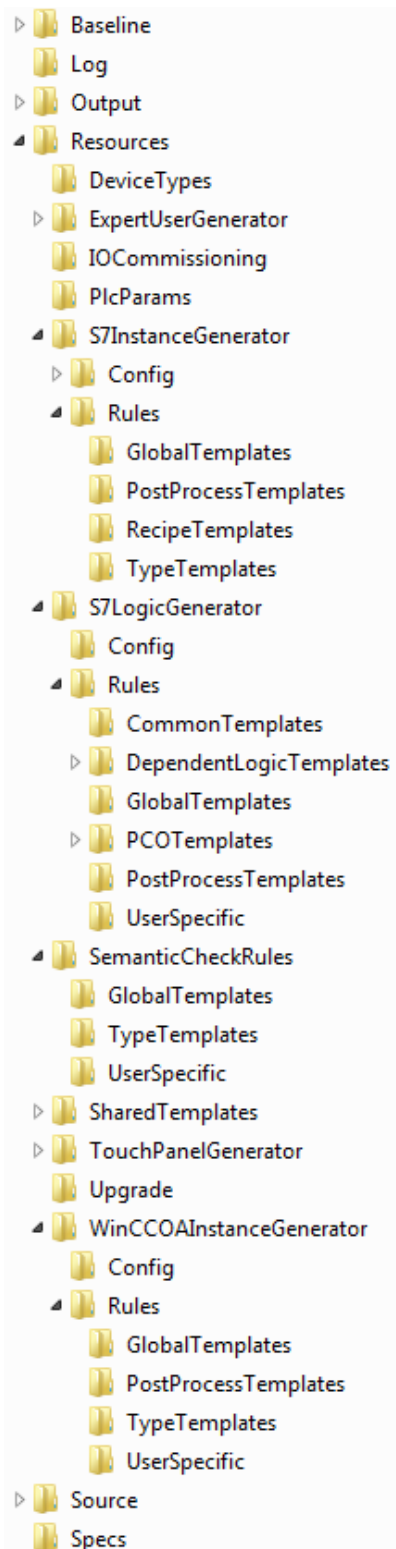 Baseline
Log
Output
Resources
DeviceTypes
ExpertUserGenerator
IOCommissioning
PlcParams
S7InstanceGenerator
Config
Rules
GlobalTemplates
PostProcessTemplates
RecipeTemplates
TypeTemplates
S7LogicGenerator
Config
Rules
CommonTemplates
DependentLogicTemplates
GlobalTemplates
PCOTemplates
PostProcessTemplates
UserSpecific
SemanticCheckRules
GlobalTemplates
TypeTemplates
UserSpecific
SharedTemplates
TouchPanelGenerator
Upgrade
WinCCOAInstanceGenerator
Config
Rules
GlobalTemplates
PostProcessTemplates
TypeTemplates
UserSpecific
Source
Specs